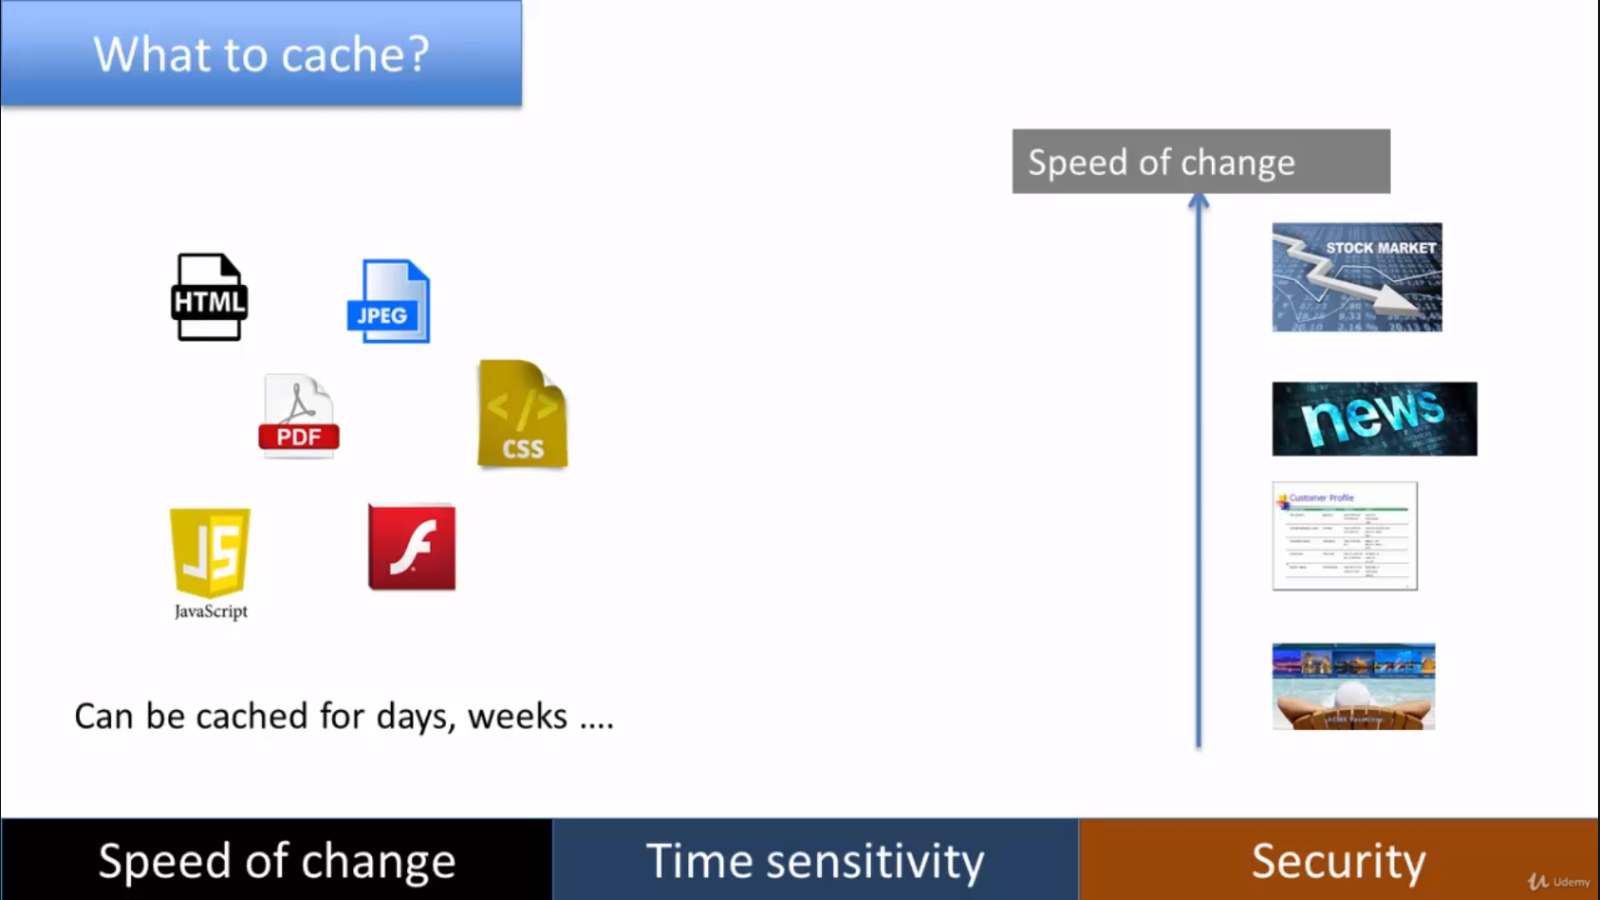 What to cache?
Speed of change
STOCK MARKET
HTML
JPEG
news
CSS
PDF
Customer Profile
JS
JavaScript
Can be cached for days, weeks ....
Speed of change
Time sensitivity
Security
Udemy